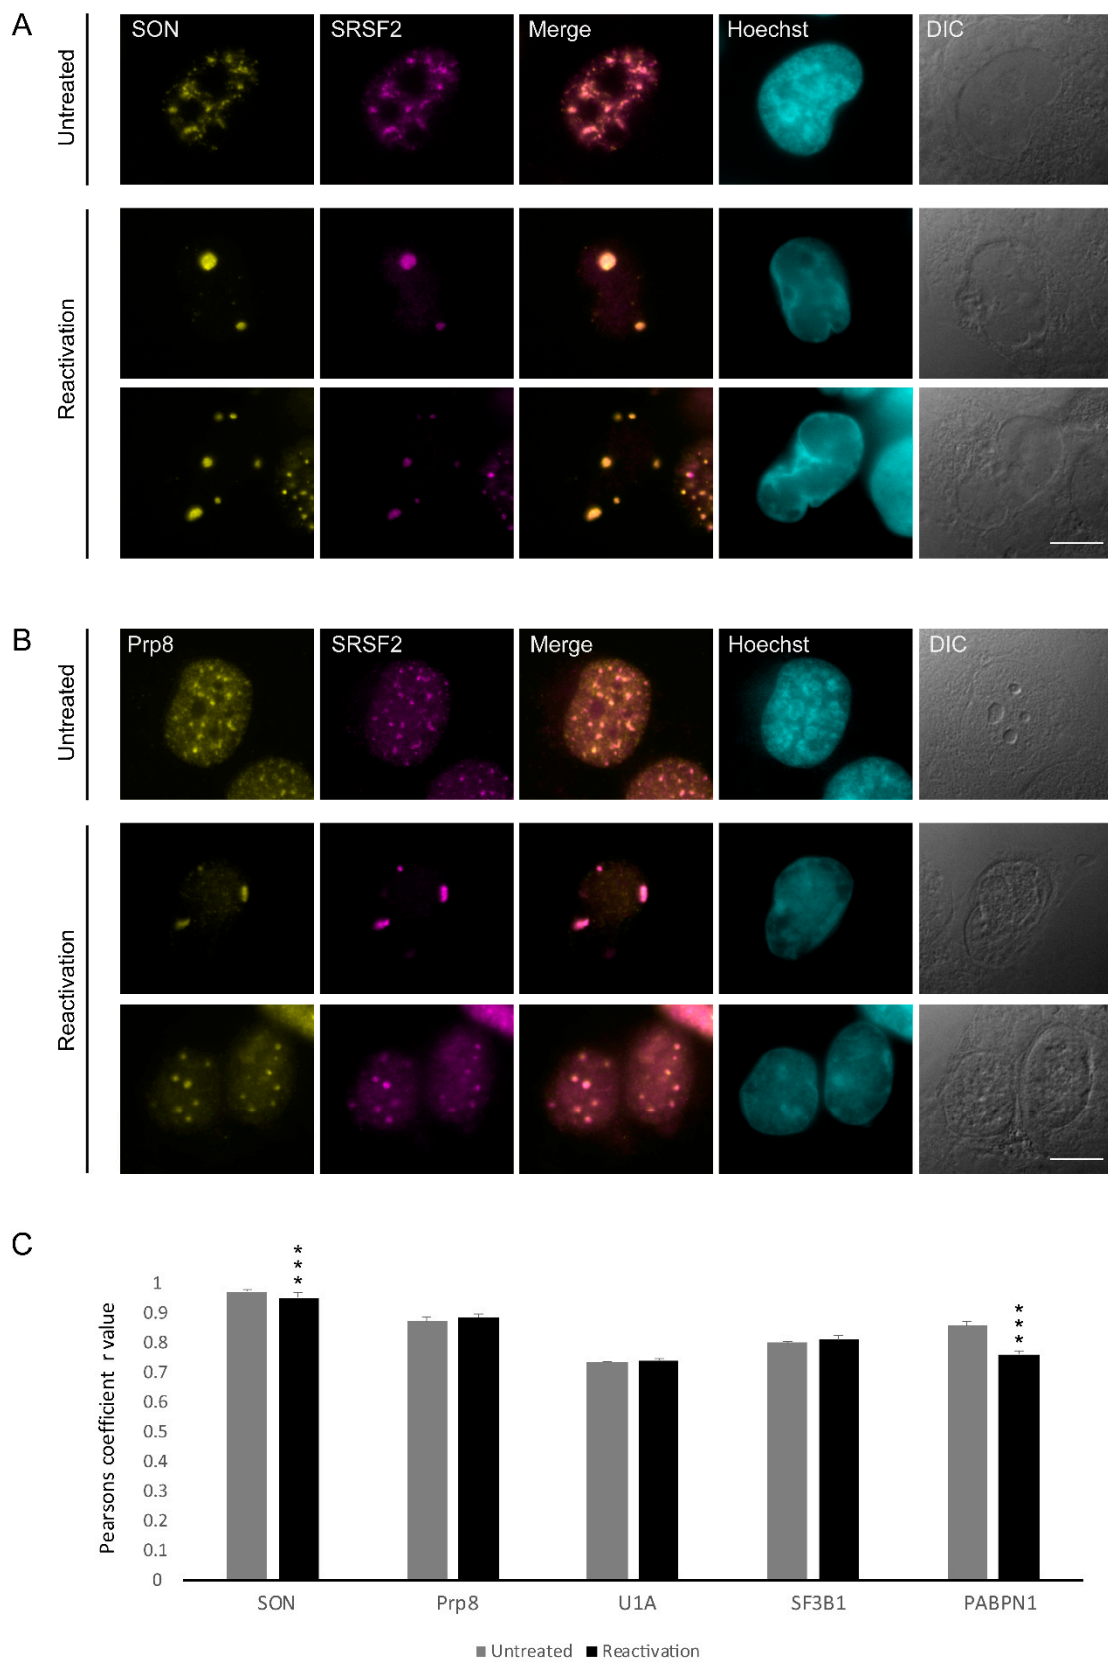 A
SON SRSF2 Merge Hoechst DIC
Untreated
Reactivation
B
Prp8 SRSF2 Merge Hoechst DIC
Untreated
Reactivation
C
Pearsons coefficient r value
1
0.9
0.8
0.7
0.6
0.5
0.4
0.3
0.2
0.1
0
***
***
SON Prp8 U1A SF3B1 PABPN1
Untreated Reactivation